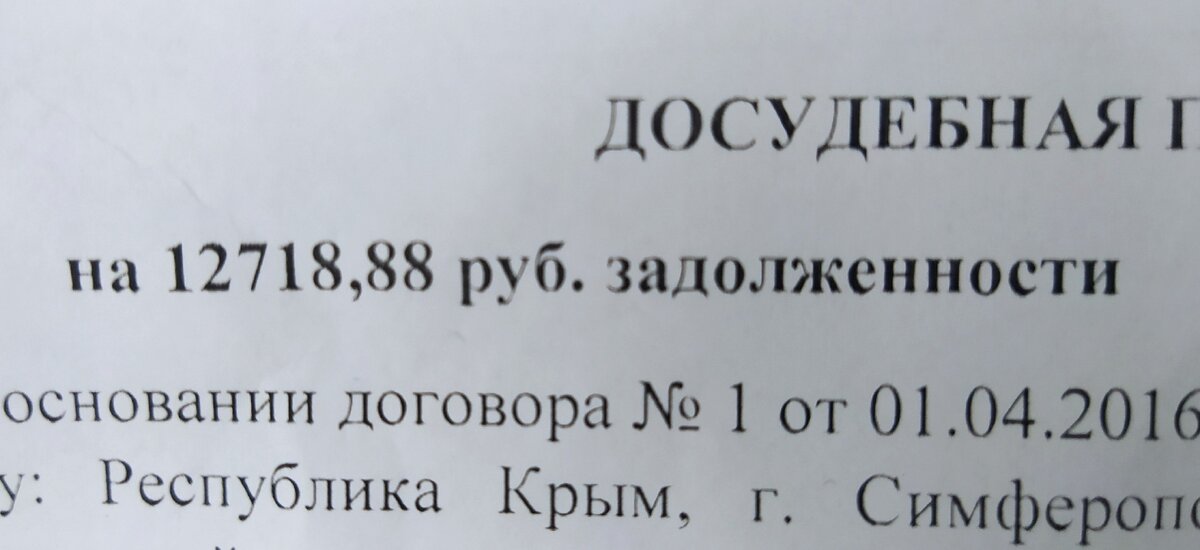 ДОСУДЕБНАЯ
на 12718,88 руб. задолженности
основании договора № 1 от 01.04.2016
у: Республика Крым, г.